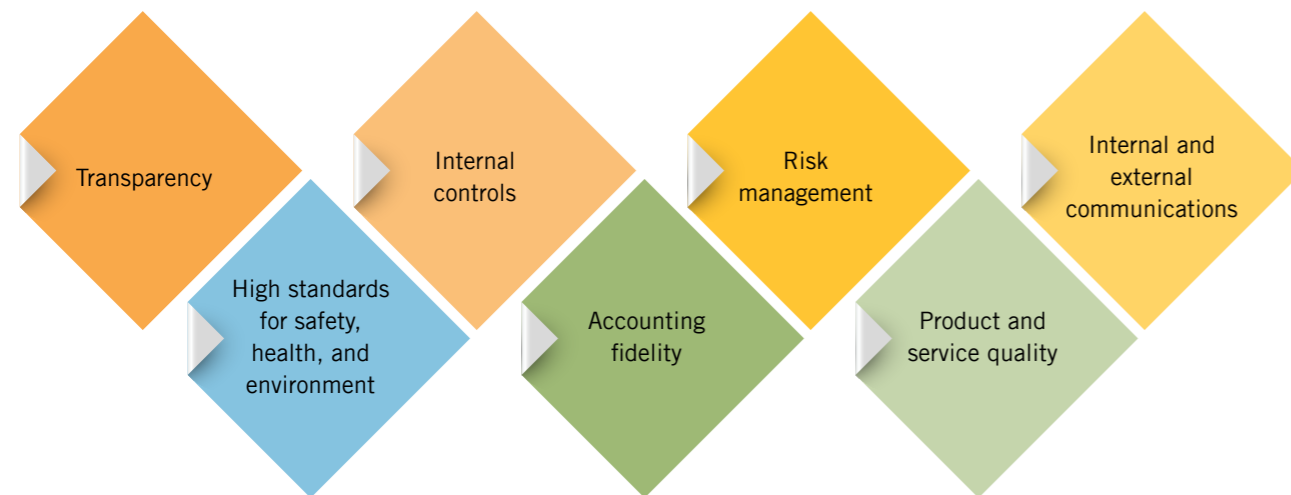 Transparency
High standards
for safety,
health, and
environment
Internal
controls
Accounting
fidelity
Risk
management
Product and
service quality
Internal and
external
communications